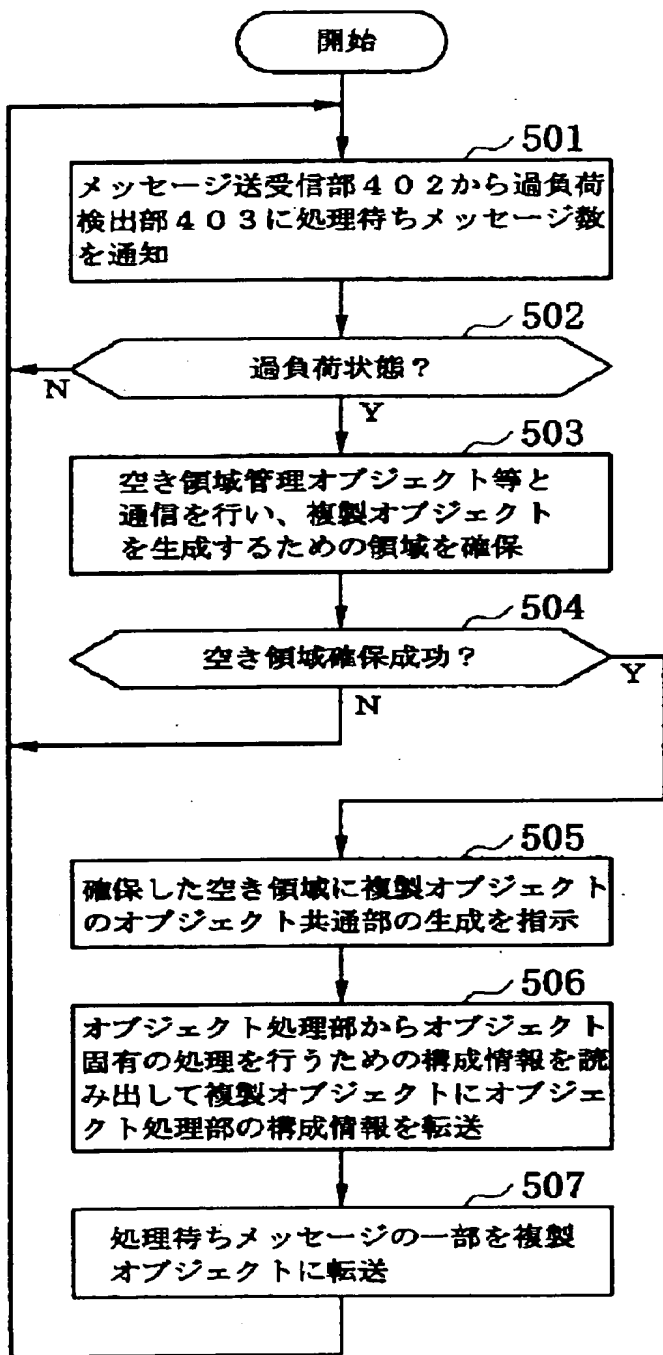 開始
501
メッセージ送受信部402から過負荷
検出部403に処理待ちメッセージ数
を通知
502
過負荷状態?
N
Y
503
空き領域管理オブジェクト等と
通信を行い、複製オブジェクト
を生成するための領域を確保
504
空き領域確保成功?
Y
N
505
確保した空き領域に複製オブジェクト
のオブジェクト共通部の生成を指示
506
オブジェクト処理部からオブジェクト
固有の処理を行うための構成情報を読
み出して複製オブジェクトにオブジェ
クト処理部の構成情報を転送
507
処理待ちメッセージの一部を複製
オブジェクトに転送